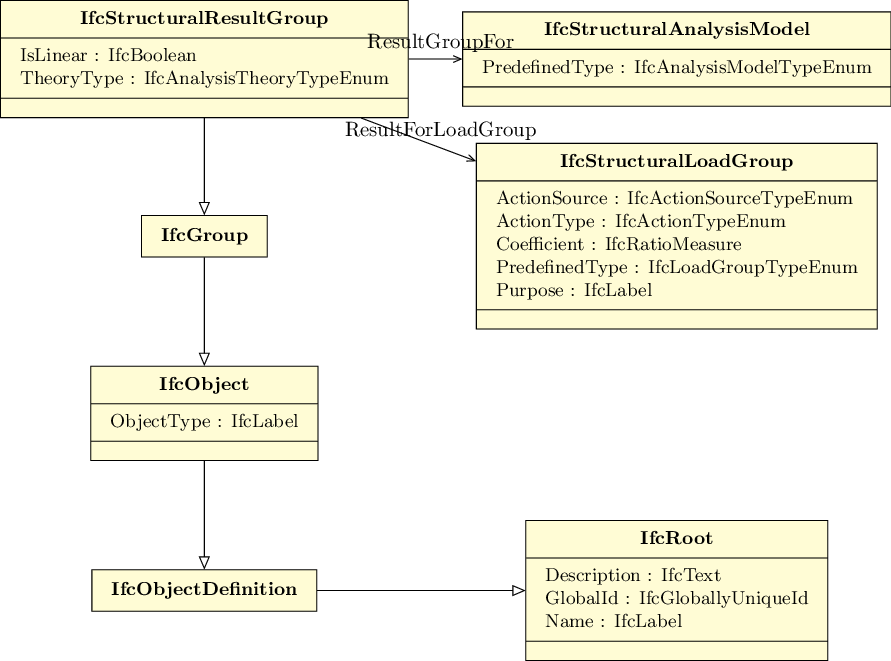 IfcStructuralResultGroup
IsLinear : IfcBoolean
TheoryType : IfcAnalysisTheoryTypeEnum
ResultGroupFor
IfcStructuralAnalysisModel
PredefinedType : IfcAnalysisModelTypeEnum
ResultForLoadGroup
IfcStructuralLoadGroup
ActionSource : IfcActionSourceTypeEnum
ActionType : IfcActionTypeEnum
Coefficient : IfcRatioMeasure
PredefinedType : IfcLoadGroupTypeEnum
Purpose : IfcLabel
IfcGroup
IfcObject
ObjectType : IfcLabel
IfcObjectDefinition
IfcRoot
Description : IfcText
GlobalId : IfcGloballyUniqueId
Name : IfcLabel